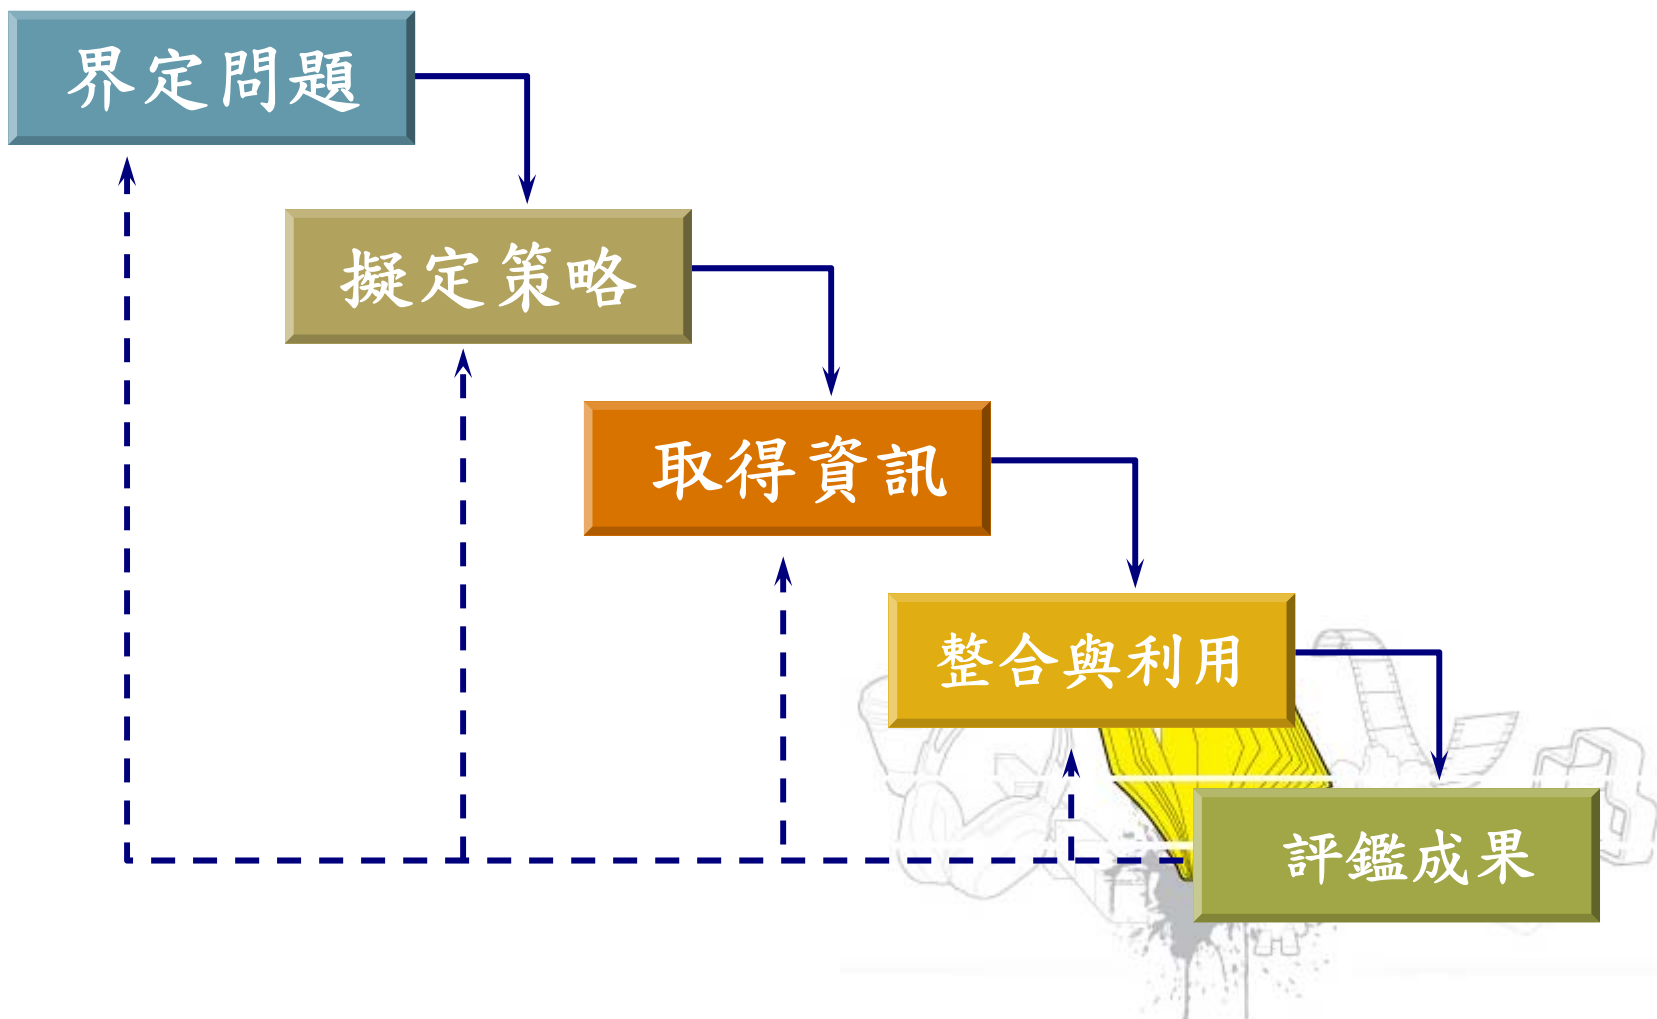 界定問題
擬定策略
取得資訊
整合與利用
評鑑成果